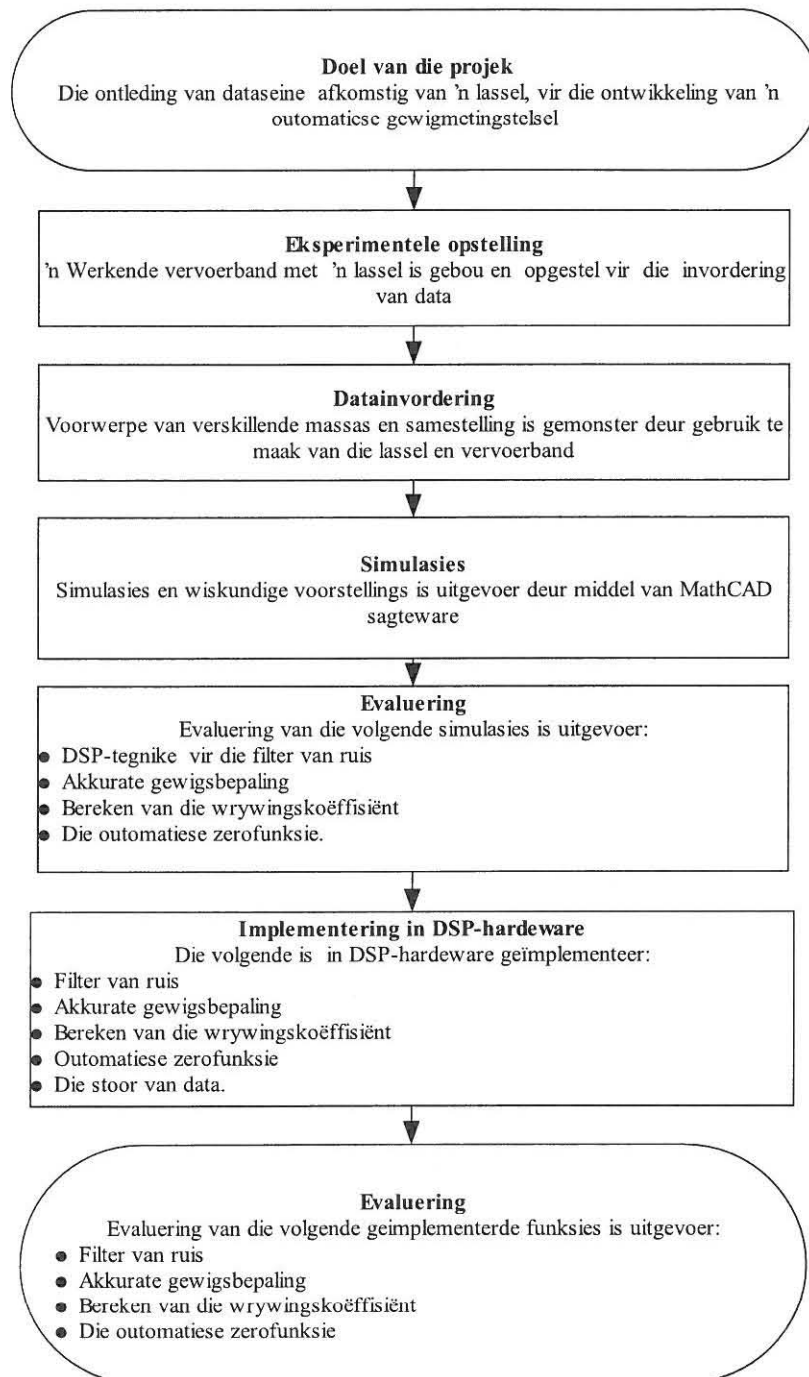 Doel van die projek
Die ontleding van dataseine afkomstig van 'n lassel, vir die ontwikkeling van 'n
outomatiese gewigmetingstelsel
Eksperimentele opstelling
'n Werkende vervoerband met 'n lassel is gebou en opgestel vir die invordering
van data
Datainvordering
Voorwerpe van verskillende massas en samestelling is gemonster deur gebruik te
maak van die lassel en vervoerband
Simulasies
Simulasies en wiskundige voorstellings is uitgevoer deur middel van MathCAD
sagteware
Evaluering
Evaluering van die volgende simulasies is uitgevoer:
● DSP-tegnike vir die filter van ruis
● Akkurate gewigsbepaling
● Bereken van die wrywingskoëffisiënt
● Die outomatiese zerofunksie.
Implementering in DSP-hardeware
Die volgende is in DSP-hardeware geïmplementeer:
● Filter van ruis
● Akkurate gewigsbepaling
● Bereken van die wrywingskoëffisiënt
● Outomatiese zerofunksie
● Die stoor van data.
Evaluering
Evaluering van die volgende geimplementerde funksies is uitgevoer:
● Filter van ruis
● Akkurate gewigsbepaling
● Bereken van die wrywingskoëffisiënt
● Die outomatiese zerofunksie